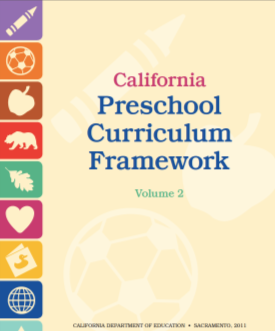 California
Preschool
Curriculum
Framework
Volume 2
CALIFORNIA DEPARTMENT OF EDUCATION • SACRAMENTO, 2011